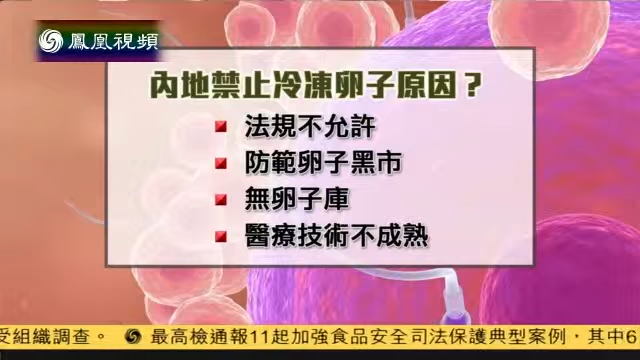 鳳凰視頻
內地禁止冷凍卵子原因？
法規不允許
防範卵子黑市
無卵子庫
醫療技術不成熟
受組織調查。 最高檢通報11起加強食品安全司法保護典型案例，其中6